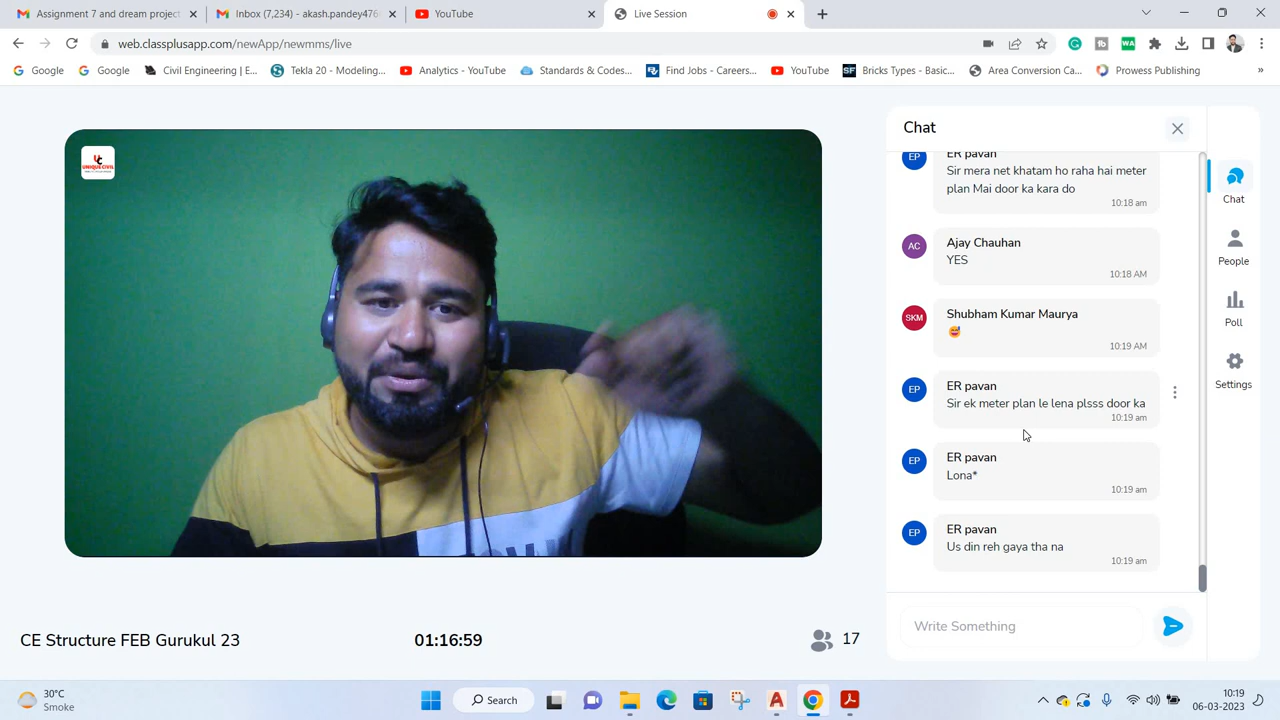 Assignment 7 and dream project
Inbox (7,234) - akash.pandey476
YouTube
Live Session
web.classplusapp.com/newApp/newmms/live
Google
Google
Civil Engineering | E...
Tekla 20 - Modeling...
Analytics - YouTube
Standards & Codes...
Find Jobs - Careers...
YouTube
Bricks Types - Basic...
Area Conversion Ca...
Prowess Publishing
UNIQUE CIVIL
Chat
EP
ER pavan
Sir mera net khatam ho raha hai meter
plan Mai door ka kara do
10:18 am
AC
Ajay Chauhan
YES
10:18 AM
SKM
Shubham Kumar Maurya
😅
10:19 AM
EP
ER pavan
Sir ek meter plan le lena plsss door ka
10:19 am
EP
ER pavan
Lona*
10:19 am
EP
ER pavan
Us din reh gaya tha na
10:19 am
Write Something
Chat
People
Poll
Settings
CE Structure FEB Gurukul 23
01:16:59
17
30°C
Smoke
Search
10:19
06-03-2023